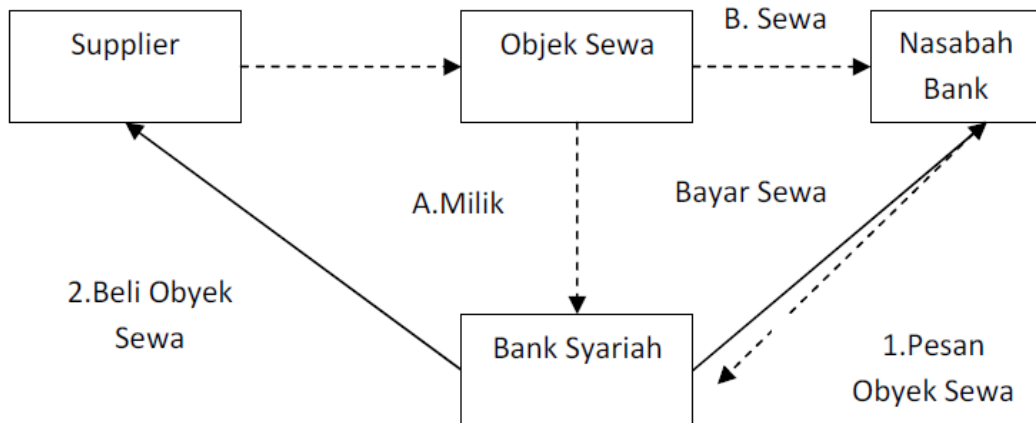 Supplier
Objek Sewa
B. Sewa
Nasabah
Bank
A.Milik
Bayar Sewa
2.Beli Obyek
Sewa
Bank Syariah
1.Pesan
Obyek Sewa